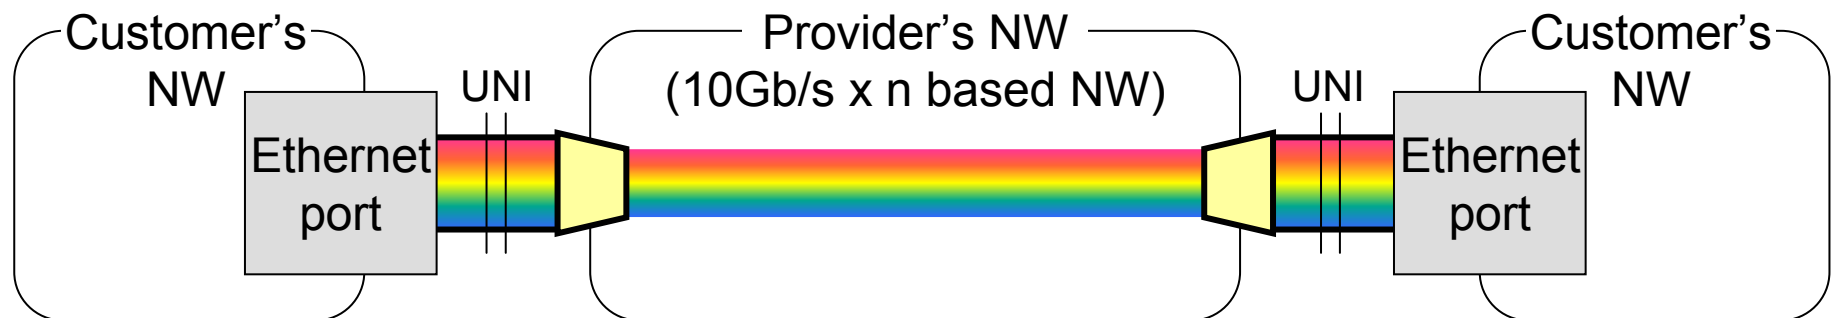 Customer’s
NW
UNI
Ethernet
port
Provider’s NW
(10Gb/s x n based NW)
UNI
Customer’s
NW
Ethernet
port